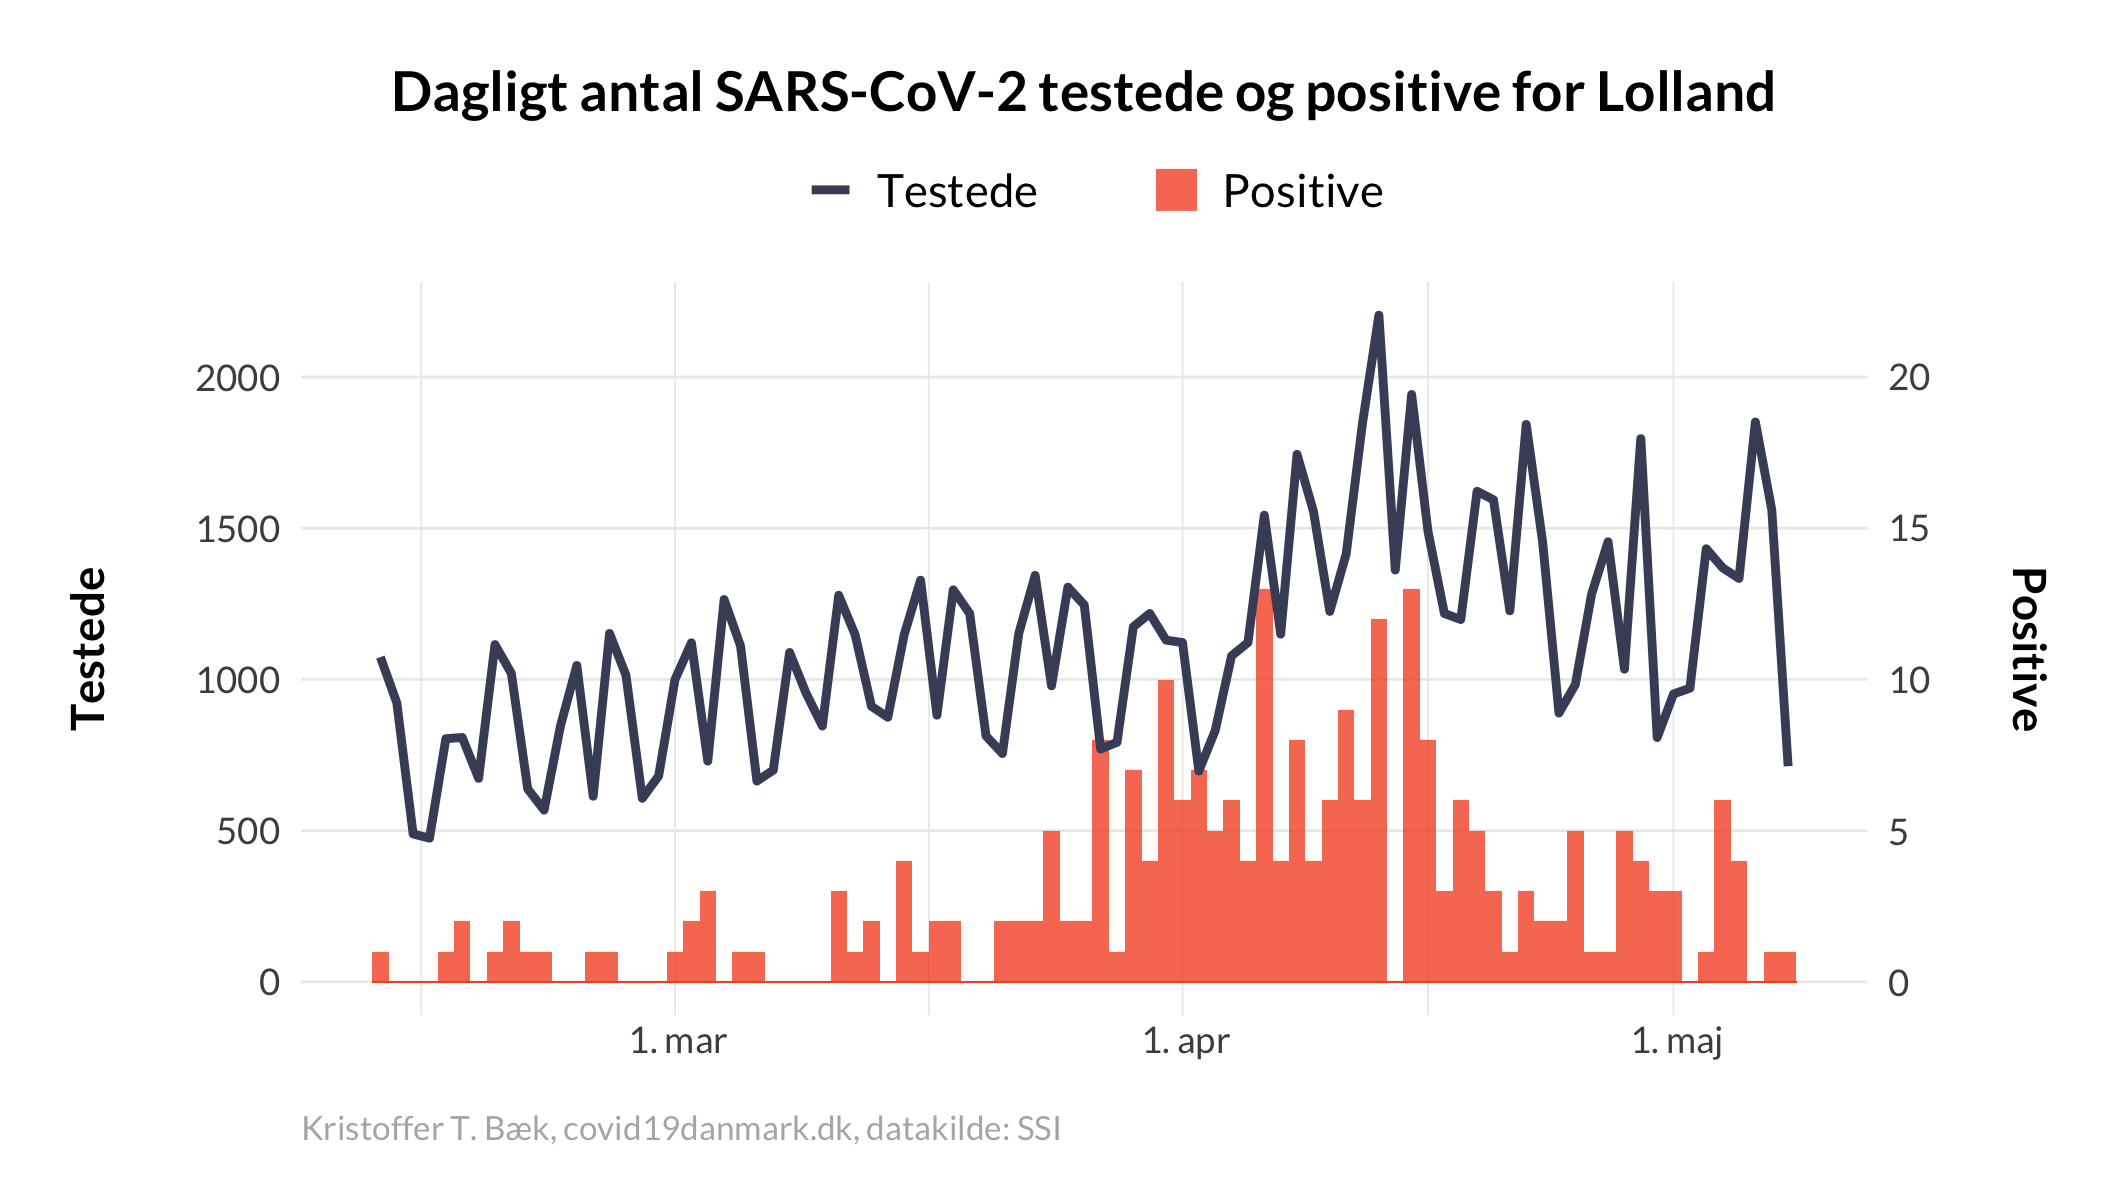 Dagligt antal SARS-CoV-2 testede og positive for Lolland
Testede Positive
2000 20
1500 15
1000 10
500 5
0 0
Testede
Positive
1. mar 1. apr 1. maj
Kristoffer T. Bæk, covid19danmark.dk, datakilde: SSI